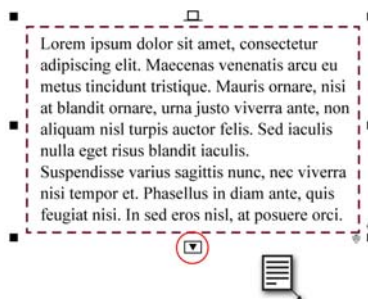 Lorem ipsum dolor sit amet, consectetur
adipiscing elit. Maecenas venenatis arcu eu
metus tincidunt tristique. Mauris ornare, nisi
at blandit ornare, urna justo viverra ante, non
aliquam nisl turpis auctor felis. Sed iaculis
nulla eget risus blandit iaculis.
Suspendisse varius sagittis nunc, nec viverra
nisi tempor et. Phasellus in diam ante, quis
feugiat nisi. In sed eros nisl, at posuere orci.